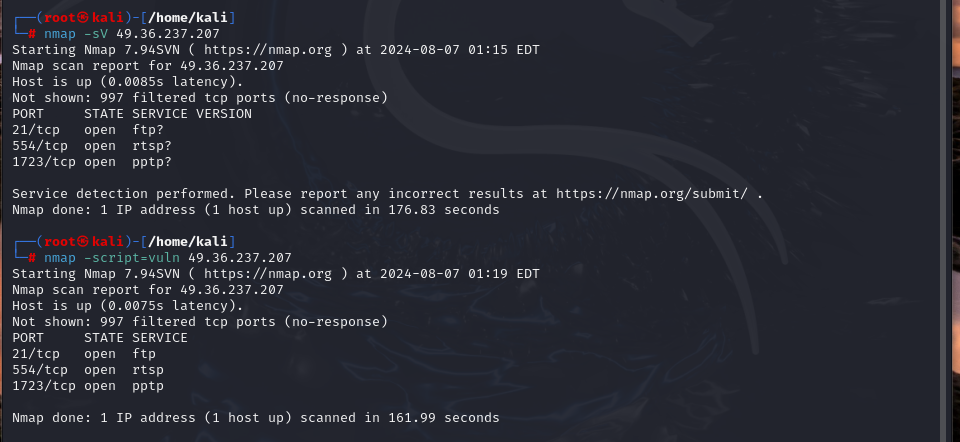 ┌──(root㉿kali)-[/home/kali]
└─# nmap -sV 49.36.237.207
Starting Nmap 7.94SVN ( https://nmap.org ) at 2024-08-07 01:15 EDT
Nmap scan report for 49.36.237.207
Host is up (0.0085s latency).
Not shown: 997 filtered tcp ports (no-response)
PORT     STATE SERVICE VERSION
21/tcp   open  ftp?
554/tcp  open  rtsp?
1723/tcp open  pptp?
Service detection performed. Please report any incorrect results at https://nmap.org/submit/ .
Nmap done: 1 IP address (1 host up) scanned in 176.83 seconds
┌──(root㉿kali)-[/home/kali]
└─# nmap -script=vuln 49.36.237.207
Starting Nmap 7.94SVN ( https://nmap.org ) at 2024-08-07 01:19 EDT
Nmap scan report for 49.36.237.207
Host is up (0.0075s latency).
Not shown: 997 filtered tcp ports (no-response)
PORT     STATE SERVICE
21/tcp   open  ftp
554/tcp  open  rtsp
1723/tcp open  pptp
Nmap done: 1 IP address (1 host up) scanned in 161.99 seconds